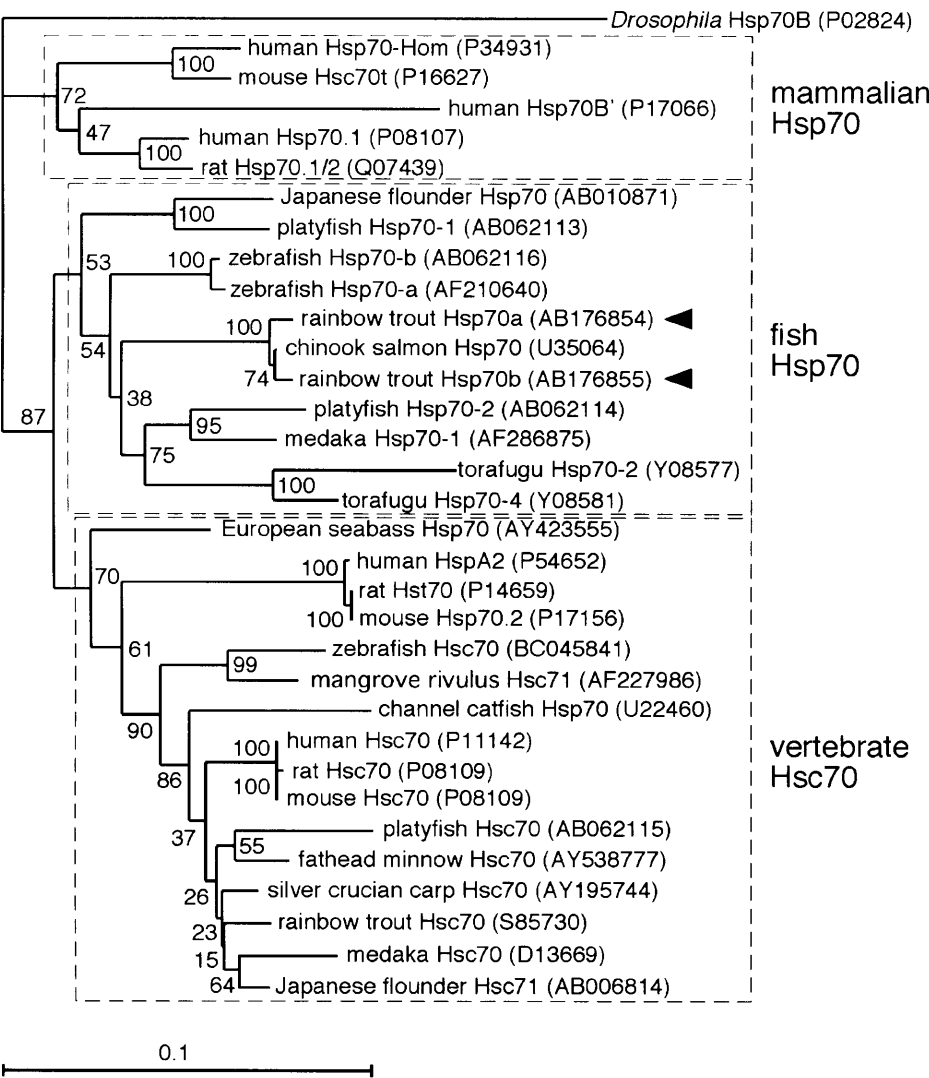 Drosophila Hsp70B (P02824)
human Hsp70-Hom (P34931)
100
mouse Hsc70t (P16627)
72
mammalian
Hsp70
human Hsp70B' (P17066)
47
human Hsp70.1 (P08107)
100
rat Hsp70.1/2 (Q07439)
Japanese flounder Hsp70 (AB010871)
100
platyfish Hsp70-1 (AB062113)
53
100
zebrafish Hsp70-b (AB062116)
zebrafish Hsp70-a (AF210640)
100
rainbow trout Hsp70a (AB176854)
fish
Hsp70
54
chinook salmon Hsp70 (U35064)
74
rainbow trout Hsp70b (AB176855)
38
87
platyfish Hsp70-2 (AB062114)
95
medaka Hsp70-1 (AF286875)
75
torafugu Hsp70-2 (Y08577)
100
torafugu Hsp70-4 (Y08581)
European seabass Hsp70 (AY423555)
70
100
human HspA2 (P54652)
rat Hst70 (P14659)
100
mouse Hsp70.2 (P17156)
61
zebrafish Hsc70 (BC045841)
99
mangrove rivulus Hsc71 (AF227986)
90
channel catfish Hsp70 (U22460)
100
human Hsc70 (P11142)
vertebrate
Hsc70
86
rat Hsc70 (P08109)
100
mouse Hsc70 (P08109)
37
platyfish Hsc70 (AB062115)
55
fathead minnow Hsc70 (AY538777)
26
silver crucian carp Hsc70 (AY195744)
23
rainbow trout Hsc70 (S85730)
15
medaka Hsc70 (D13669)
64
Japanese flounder Hsc71 (AB006814)
0.1